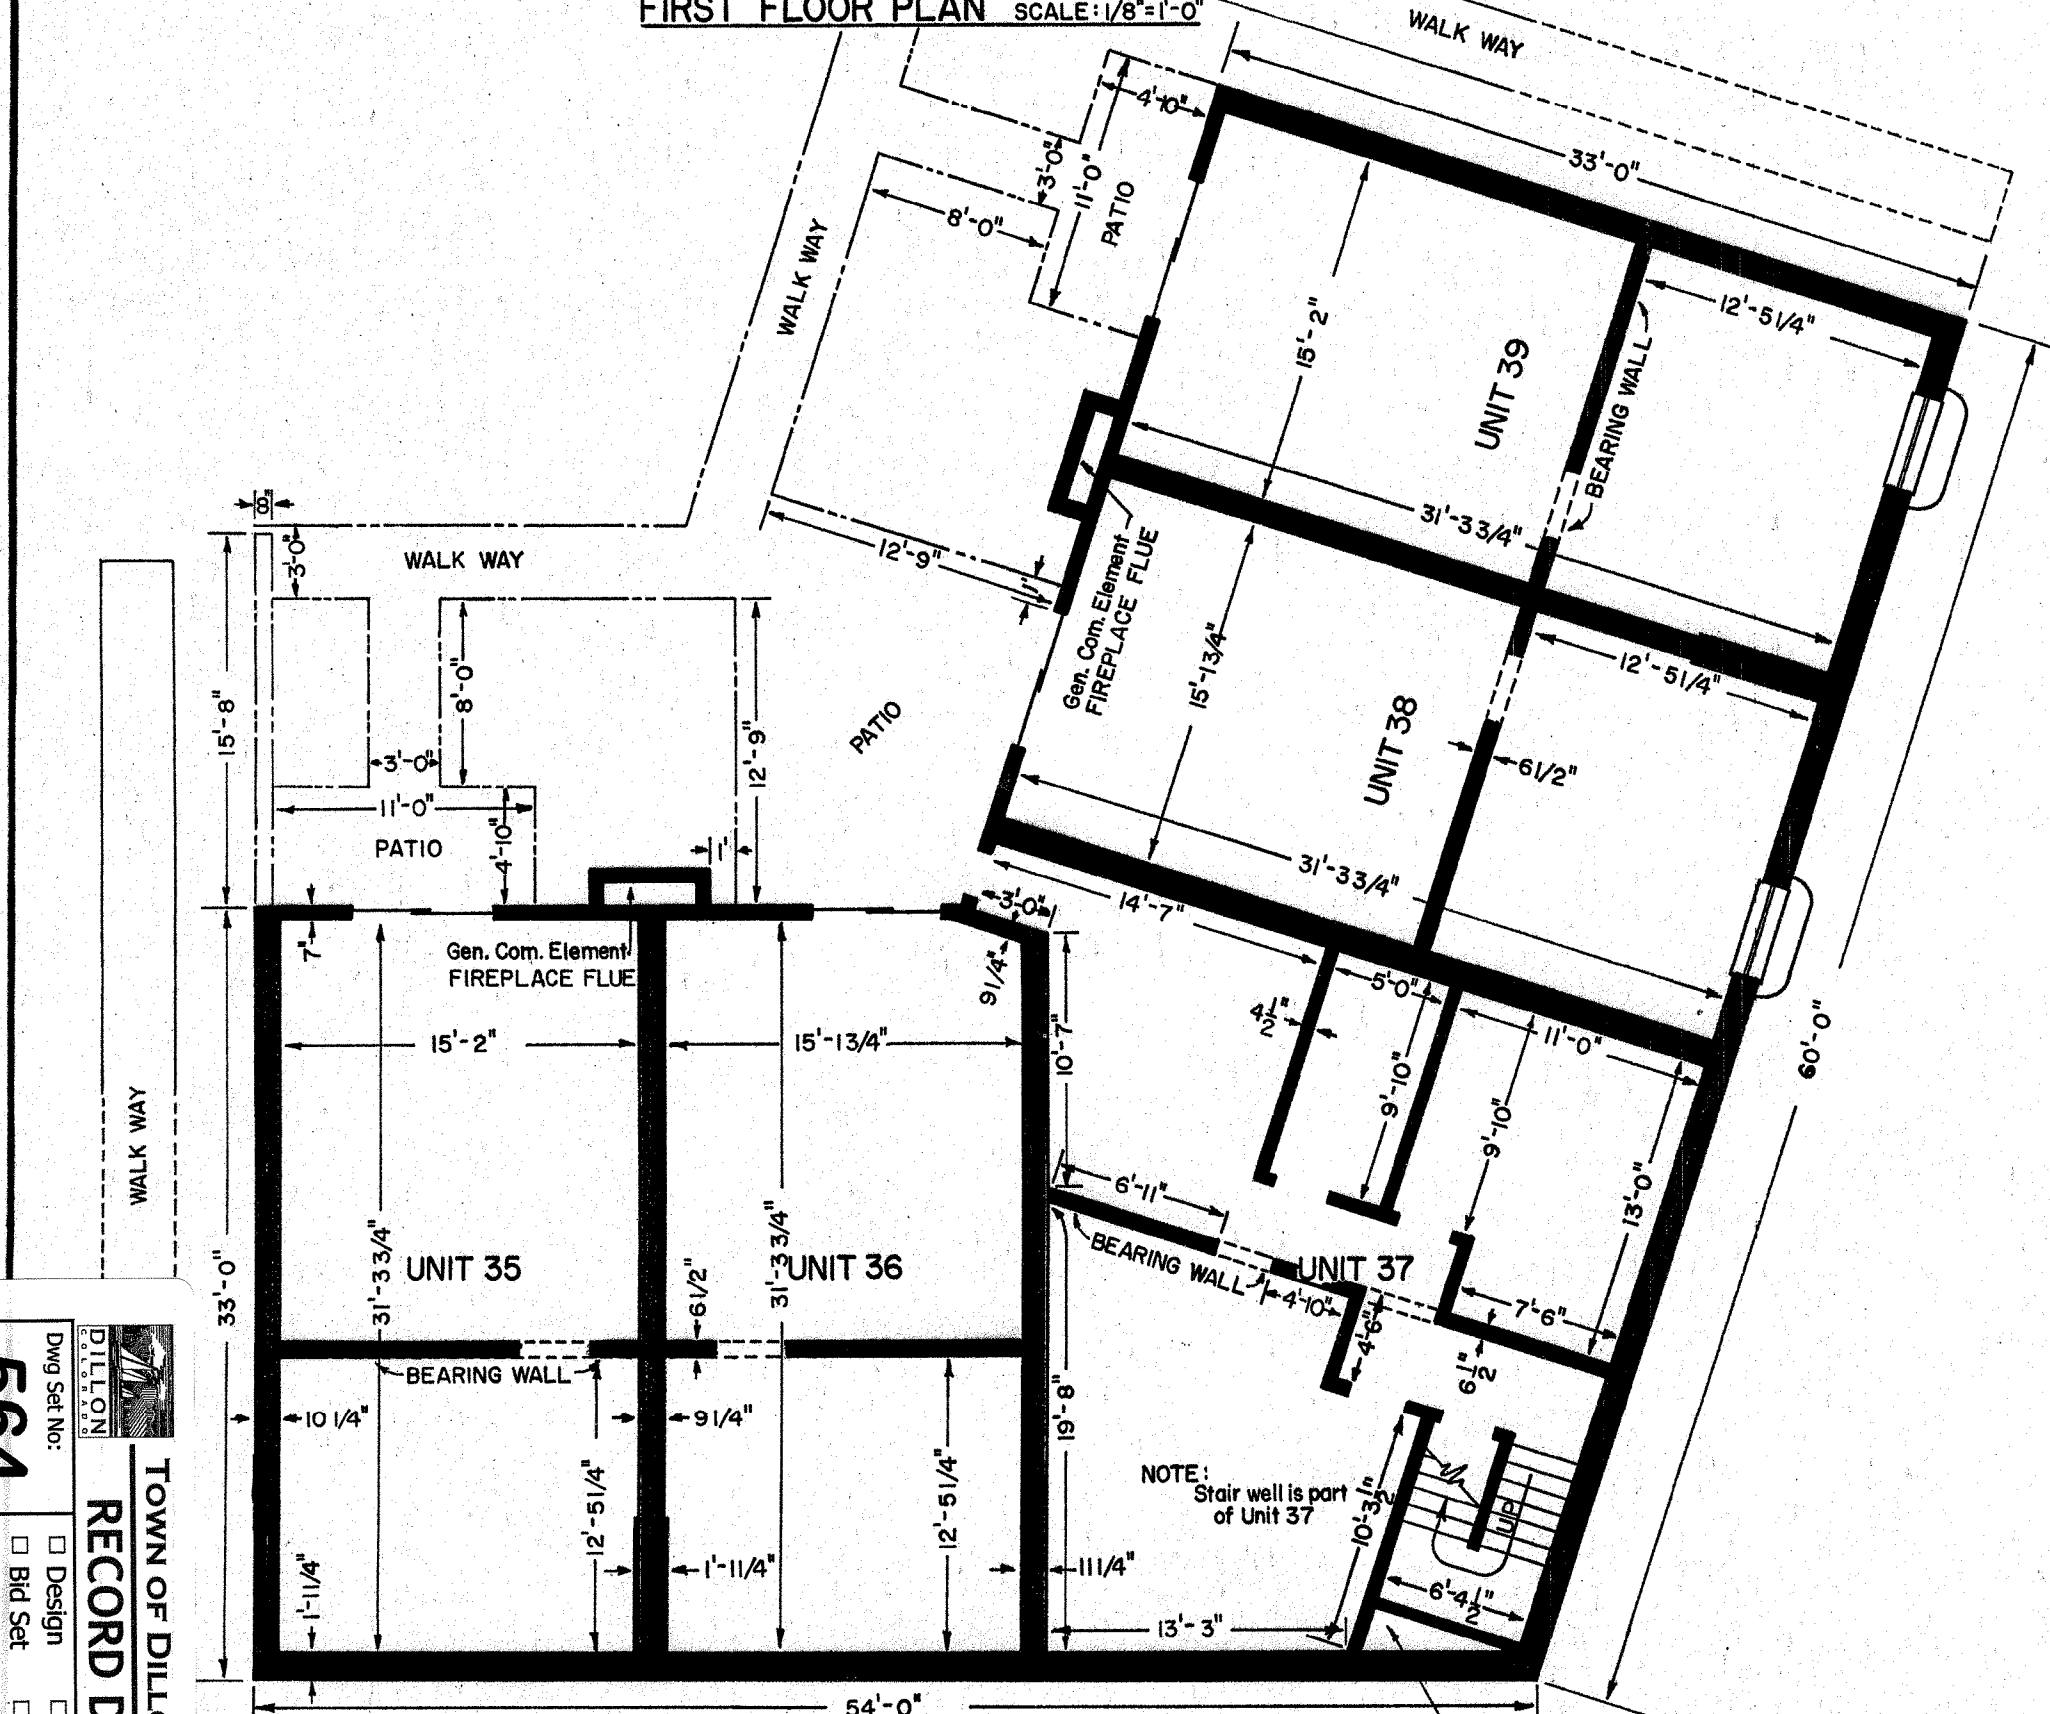 FIRST FLOOR PLAN SCALE: 1/8"=1'-0"
WALK WAY
4'-10"
33'-0"
3'-0"
11'-0"
PATIO
8'-0"
WALK WAY
12'-5 1/4"
15'-2"
UNIT 39
BEARING WALL
31'-3 3/4"
12'-9"
1'
Gen. Com. Element
FIREPLACE FLUE
15'-1 3/4"
12'-5 1/4"
UNIT 38
6 1/2"
31'-3 3/4"
60'-0"
8"
3'-0"
WALK WAY
15'-8"
8'-0"
3'-0"
11'-0"
PATIO
4'-10"
12'-9"
1'
PATIO
7"
Gen. Com. Element
FIREPLACE FLUE
3'-0"
14'-7"
9 1/4"
10'-7"
4 1/2"
5'-0"
11'-0"
9'-10"
9'-10"
13'-0"
15'-2"
15'-1 3/4"
WALK WAY
33'-0"
31'-3 3/4"
UNIT 35
6 1/2"
31'-3 3/4"
UNIT 36
6'-11"
BEARING WALL
UNIT 37
4'-10"
4'-6"
7'-6"
6 1/2"
BEARING WALL
10 1/4"
9 1/4"
19'-8"
12'-5 1/4"
12'-5 1/4"
NOTE:
Stair well is part
of Unit 37
10'-3 1/2"
UP
6'-4 1/2"
1'-1 1/4"
1'-1 1/4"
11 1/4"
13'-3"
54'-0"
DILLON
COLORADO
Dwg Set No:
564
TOWN OF DILL
RECORD D
□ Design
□ Bid Set